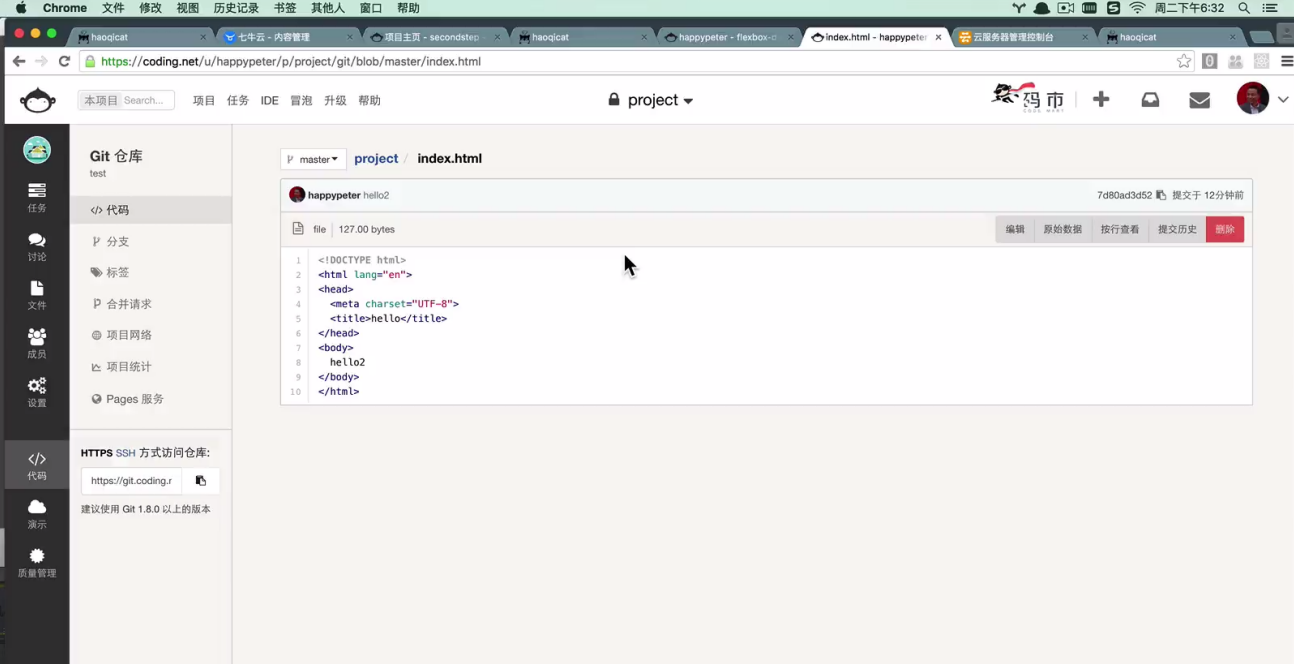 Chrome 文件 修改 视图 历史记录 书签 其他人 窗口 帮助 周二下午6:32
haoqicat 七牛云 - 内容管理 项目主页 - secondstep haoqicat happypeter - flexbox-c index.html - happypeter 云服务器管理控制台 haoqicat
https://coding.net/u/happypeter/p/project/git/blob/master/index.html
本项目 Search... 项目 任务 IDE 冒泡 升级 帮助 project 码市
CODE MART
Git 仓库
test
代码
分支
标签
合并请求
项目网络
项目统计
Pages 服务
HTTPS SSH 方式访问仓库:
https://git.coding.r
建议使用 Git 1.8.0 以上的版本
任务
讨论
文件
成员
设置
代码
演示
质量管理
master project / index.html
happypeter hello2 7d80ad3d52 提交于 12分钟前
file 127.00 bytes 编辑 原始数据 按行查看 提交历史 删除
1 <!DOCTYPE html>
2 <html lang="en">
3 <head>
4 <meta charset="UTF-8">
5 <title>hello</title>
6 </head>
7 <body>
8 hello2
9 </body>
10 </html>